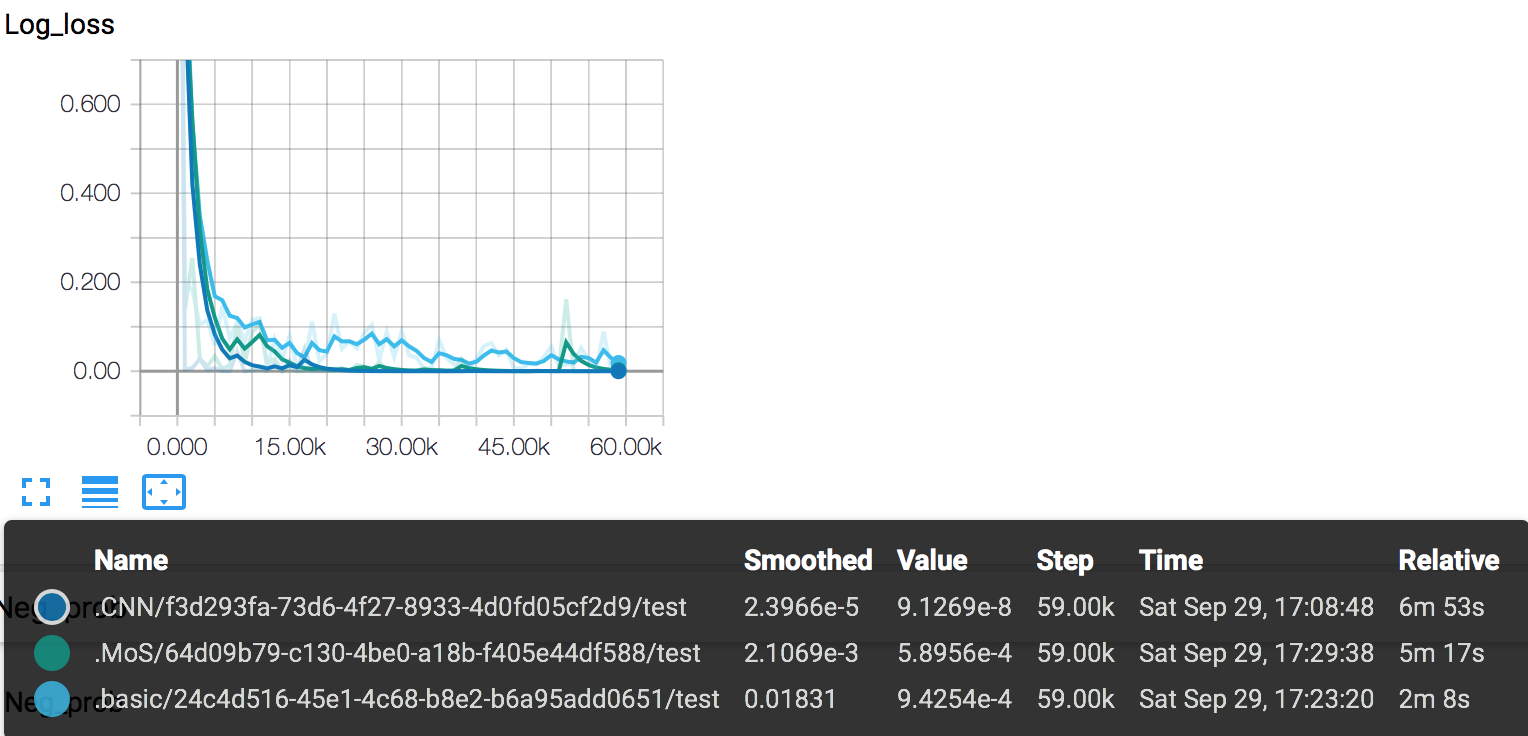 Log_loss
0.600
0.400
0.200
0.00
0.000 15.00k 30.00k 45.00k 60.00k
Name Smoothed Value Step Time Relative
.CNN/f3d293fa-73d6-4f27-8933-4d0fd05cf2d9/test 2.3966e-5 9.1269e-8 59.00k Sat Sep 29, 17:08:48 6m 53s
.MoS/64d09b79-c130-4be0-a18b-f405e44df588/test 2.1069e-3 5.8956e-4 59.00k Sat Sep 29, 17:29:38 5m 17s
.basic/24c4d516-45e1-4c68-b8e2-b6a95add0651/test 0.01831 9.4254e-4 59.00k Sat Sep 29, 17:23:20 2m 8s